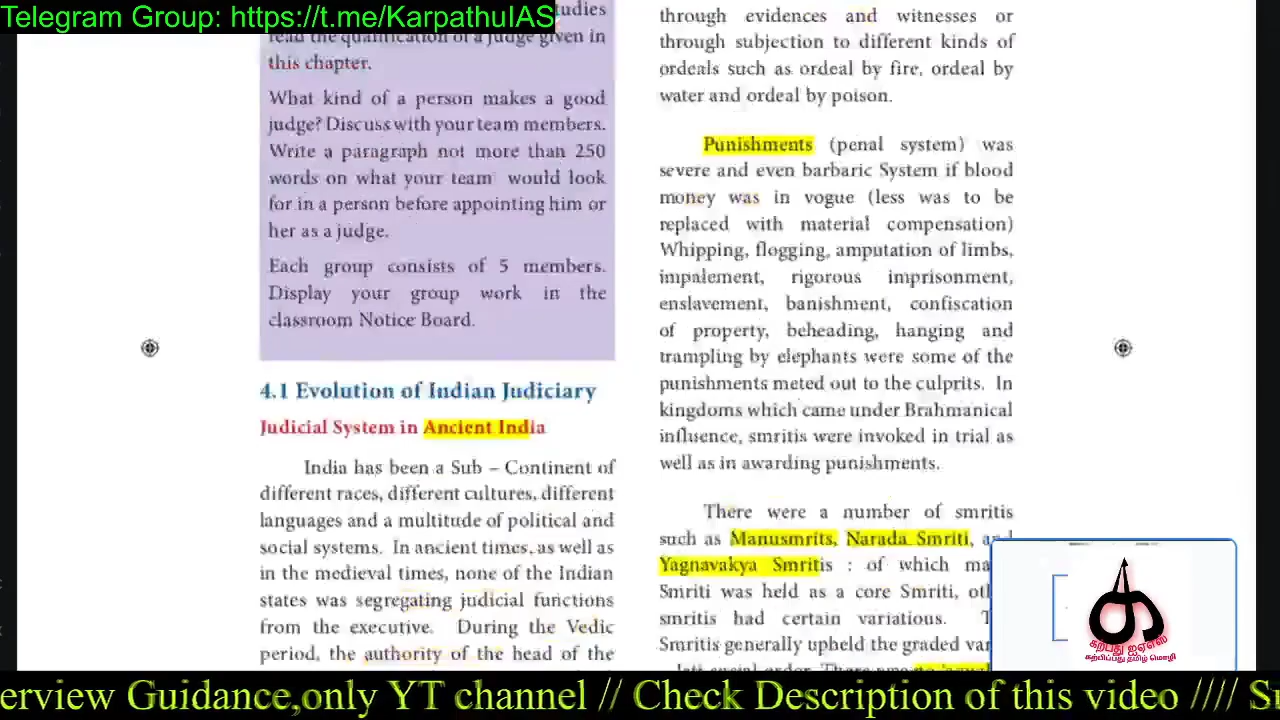 Telegram Group: https://t.me/KarpathuIAS
read the qualification of a judge given in
this chapter.
What kind of a person makes a good
judge? Discuss with your team members.
Write a paragraph not more than 250
words on what your team would look
for in a person before appointing him or
her as a judge.
Each group consists of 5 members.
Display your group work in the
classroom Notice Board.
4.1 Evolution of Indian Judiciary
Judicial System in Ancient India
India has been a Sub – Continent of
different races, different cultures, different
languages and a multitude of political and
social systems. In ancient times, as well as
in the medieval times, none of the Indian
states was segregating judicial functions
from the executive. During the Vedic
period, the authority of the head of the
through evidences and witnesses or
through subjection to different kinds of
ordeals such as ordeal by fire, ordeal by
water and ordeal by poison.
Punishments (penal system) was
severe and even barbaric System if blood
money was in vogue (less was to be
replaced with material compensation)
Whipping, flogging, amputation of limbs,
impalement, rigorous imprisonment,
enslavement, banishment, confiscation
of property, beheading, hanging and
trampling by elephants were some of the
punishments meted out to the culprits. In
kingdoms which came under Brahmanical
influence, smritis were invoked in trial as
well as in awarding punishments.
There were a number of smritis
such as Manusmrits, Narada Smriti,
Yagnavakya Smritis : of which
Smriti was held as a core Smriti,
smritis had certain variations.
Smritis generally upheld the graded
க
கற்பது ஐஏஎஸ்
கற்பிப்பது தமிழ் மொழி
erview Guidance,only YT channel // Check Description of this video ////